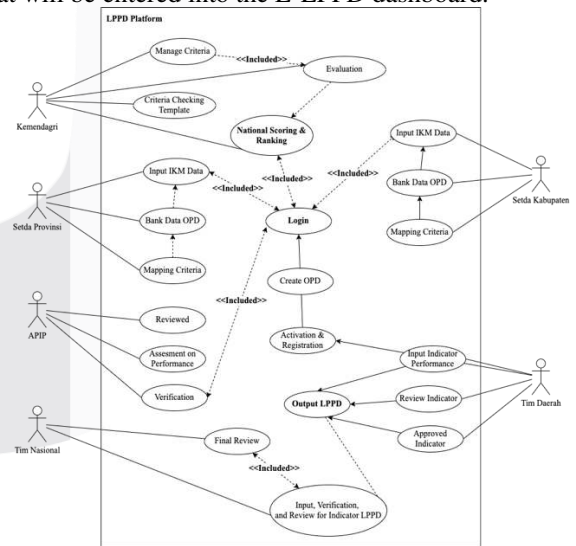 at will be entered into the E-LPPD dashboard.
LPPD Platform
Manage Criteria
<<Included>>
Evaluation
Criteria Checking
Template
Kemendagri
National Scoring &
Ranking
Input IKM Data
Input IKM Data
<<Included>>
<<Included>>
<<Included>>
Setda Provinsi
Bank Data OPD
Login
Bank Data OPD
Setda Kabupaten
Mapping Criteria
Mapping Criteria
Create OPD
<<Included>>
Reviewed
APIP
Activation &
Registration
Assesment on
Performance
Input Indicator
Performance
Verification
Output LPPD
Review Indicator
Tim Daerah
Approved
Indicator
Final Review
Tim Nasional
<<Included>>
Input, Verification,
and Review for Indicator LPPD